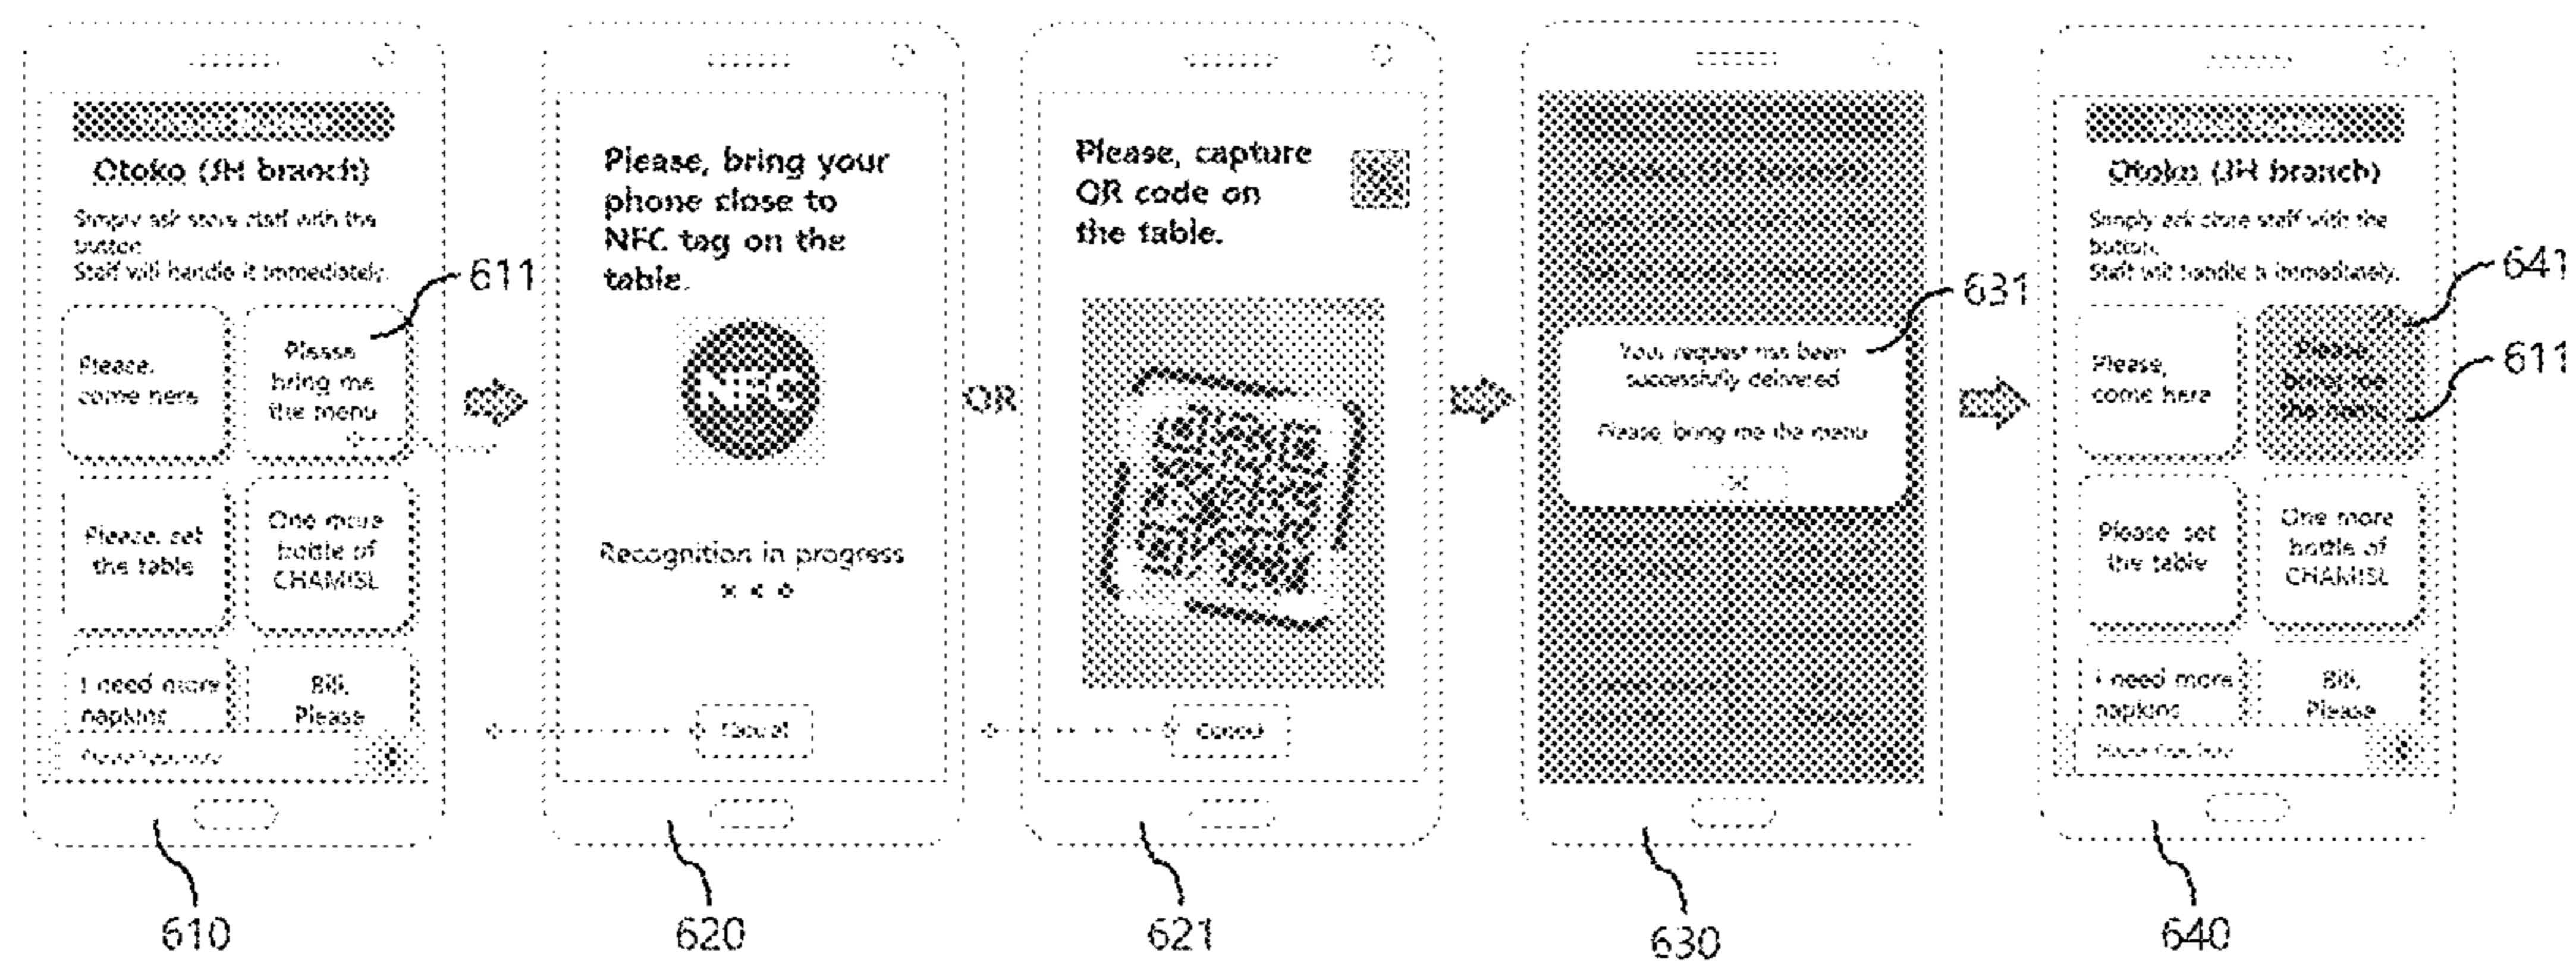 Otoko (JH branch)
Simply ask store staff with the
button.
Staff will handle it immediately.
Please,
come here
Please
bring me
the menu
611
Please, set
the table
One more
bottle of
CHAMISL
I need more
napkins
Bill,
Please
610
Please, bring your
phone close to
NFC tag on the
table.
NFC
Recognition in progress
Cancel
620
OR
Please, capture
QR code on
the table.
Cancel
621
Your request has been
successfully delivered
Please, bring me the menu
631
630
Otoko (JH branch)
Simply ask store staff with the
button.
Staff will handle it immediately.
Please,
come here
Please
bring me
the menu
641
611
Please, set
the table
One more
bottle of
CHAMISL
I need more
napkins
Bill,
Please
640